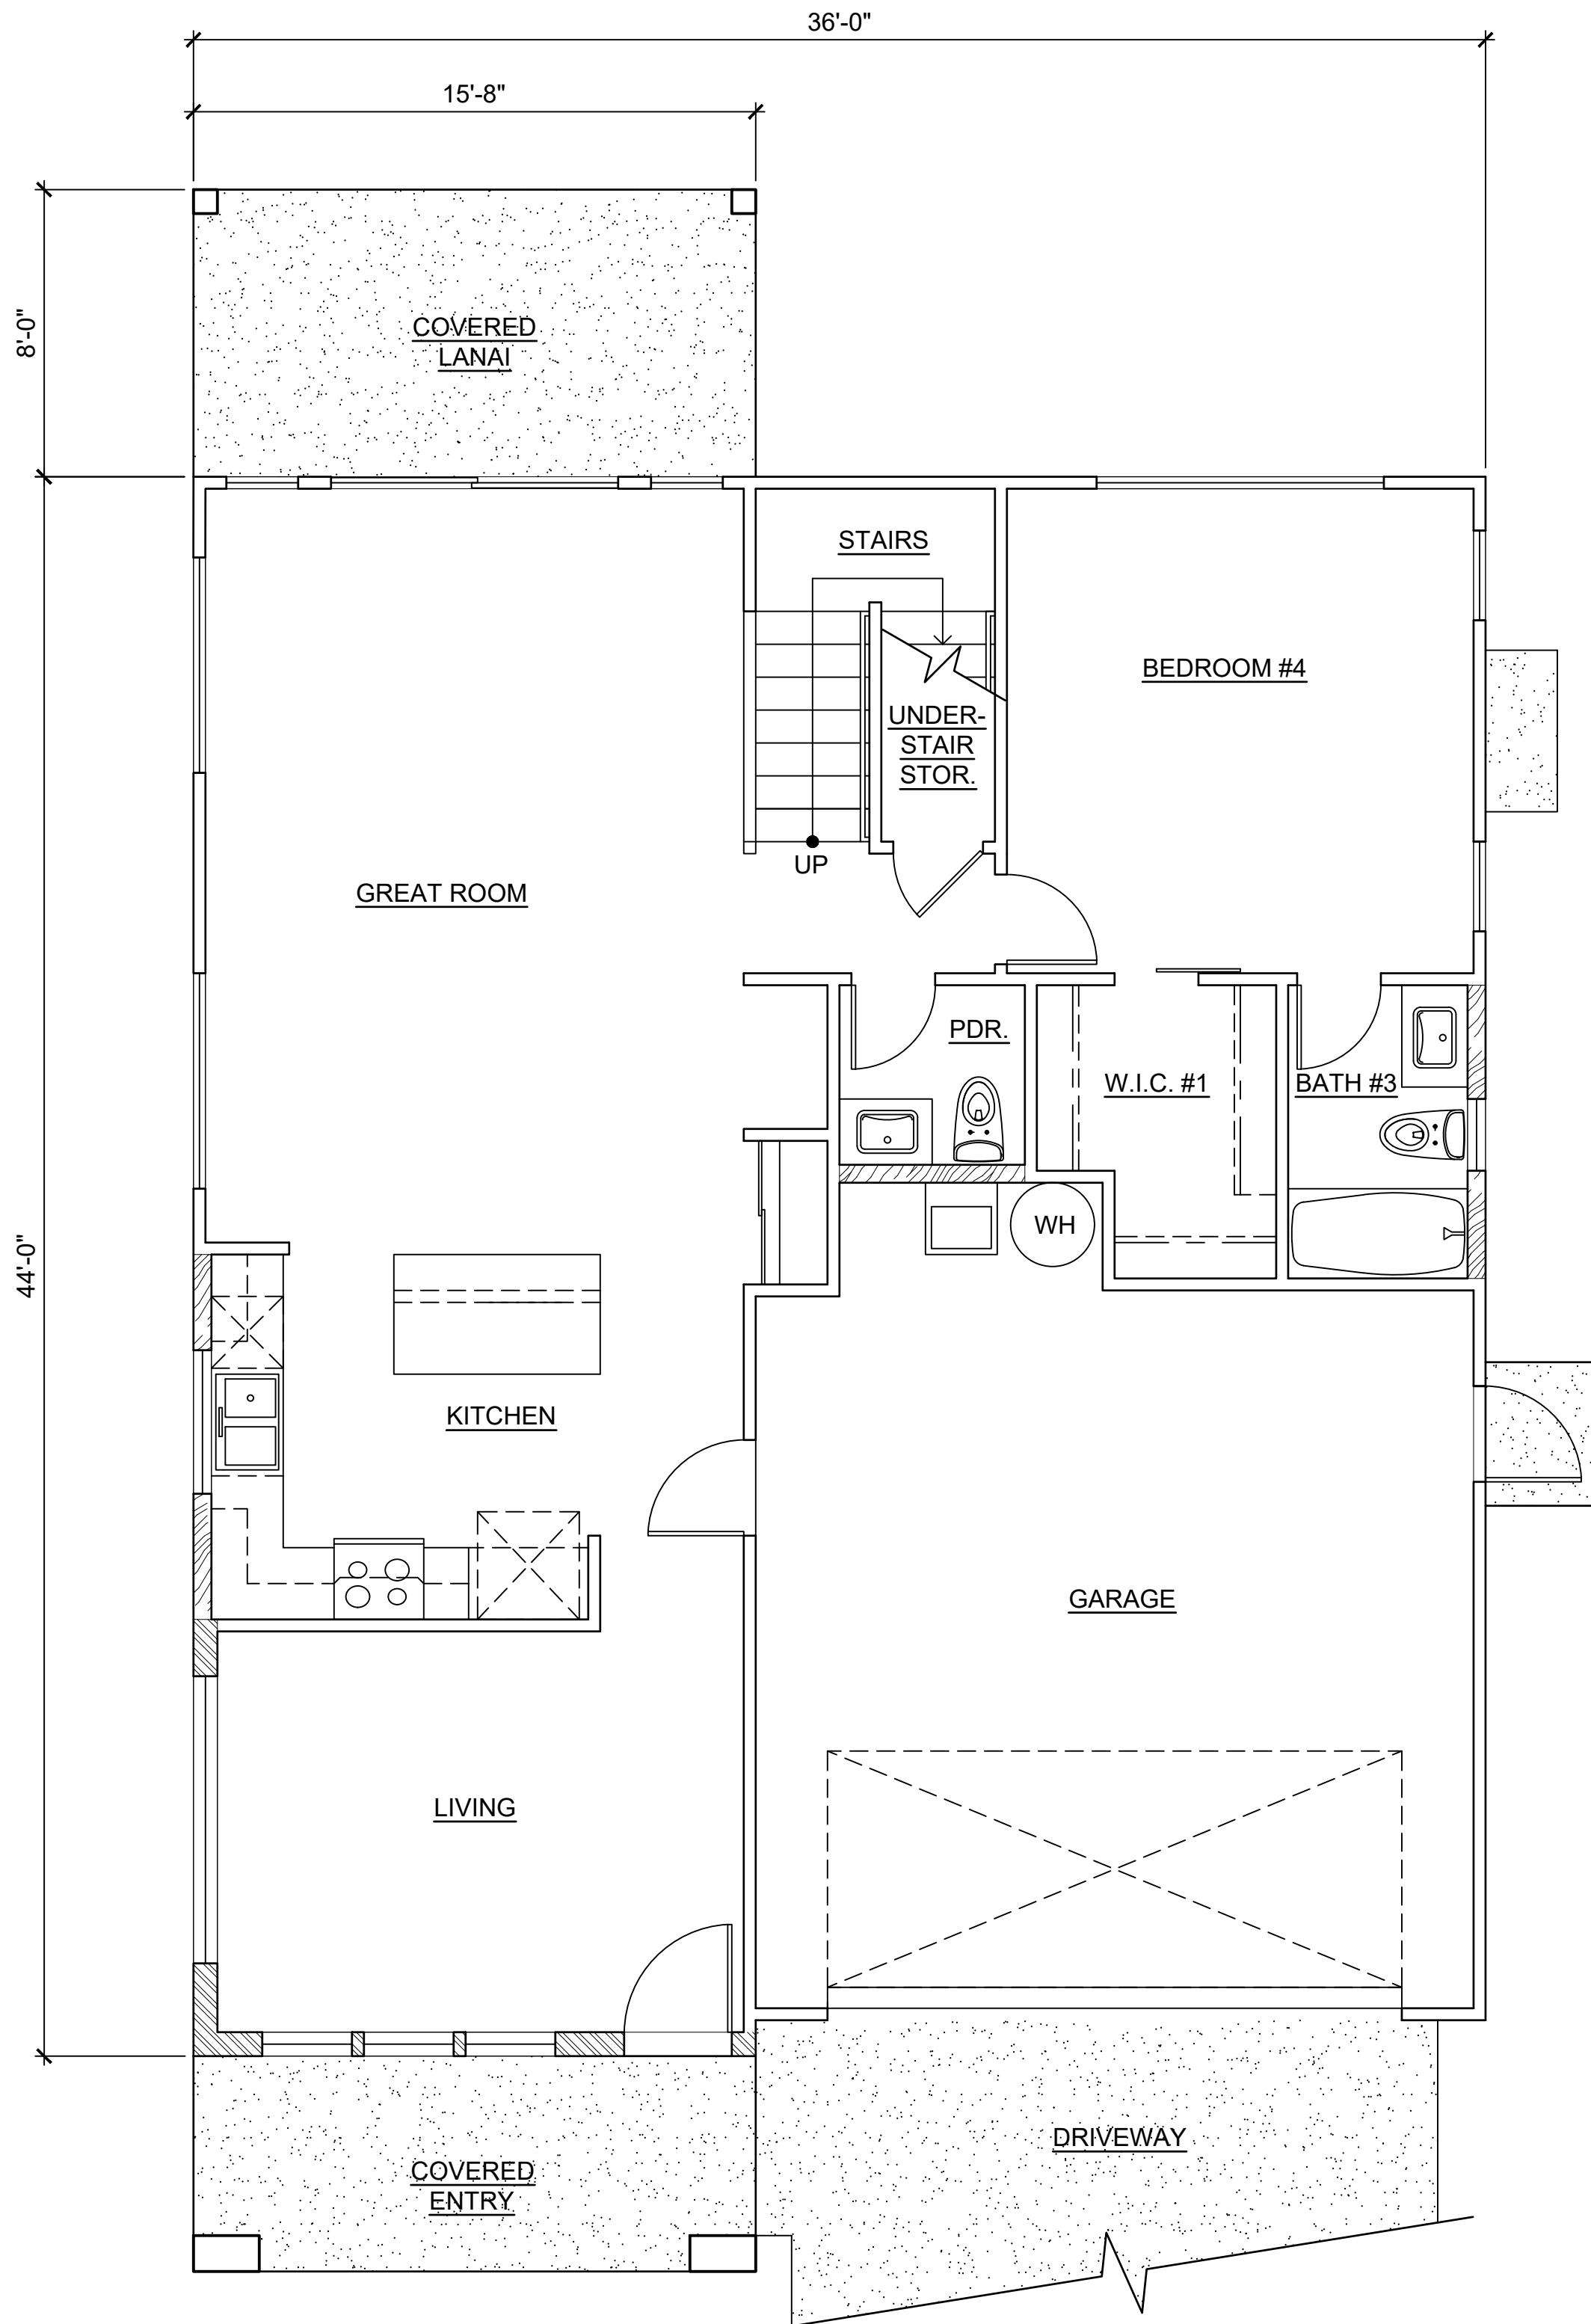 36'-0"
15'-8"
8'-0"
COVERED
LANAI
STAIRS
BEDROOM #4
UNDER-
STAIR
STOR.
UP
GREAT ROOM
PDR.
W.I.C. #1
BATH #3
WH
44'-0"
KITCHEN
GARAGE
LIVING
DRIVEWAY
COVERED
ENTRY